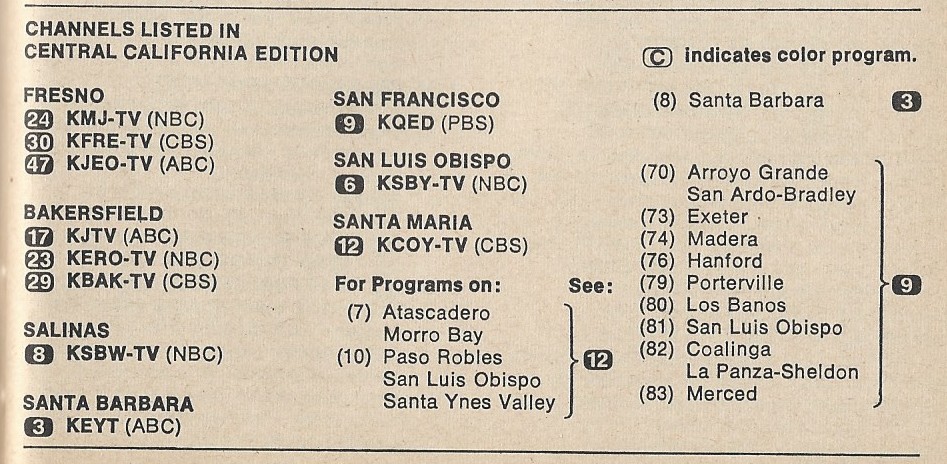 CHANNELS LISTED IN
CENTRAL CALIFORNIA EDITION
C indicates color program.
FRESNO
24 KMJ-TV (NBC)
30 KFRE-TV (CBS)
47 KJEO-TV (ABC)
BAKERSFIELD
17 KJTV (ABC)
23 KERO-TV (NBC)
29 KBAK-TV (CBS)
SALINAS
8 KSBW-TV (NBC)
SANTA BARBARA
3 KEYT (ABC)
SAN FRANCISCO
9 KQED (PBS)
SAN LUIS OBISPO
6 KSBY-TV (NBC)
SANTA MARIA
12 KCOY-TV (CBS)
For Programs on: See:
(7) Atascadero
Morro Bay
(10) Paso Robles
San Luis Obispo
Santa Ynes Valley
12
(8) Santa Barbara 3
(70) Arroyo Grande
San Ardo-Bradley
(73) Exeter
(74) Madera
(76) Hanford
(79) Porterville
(80) Los Banos
(81) San Luis Obispo
(82) Coalinga
La Panza-Sheldon
(83) Merced
9